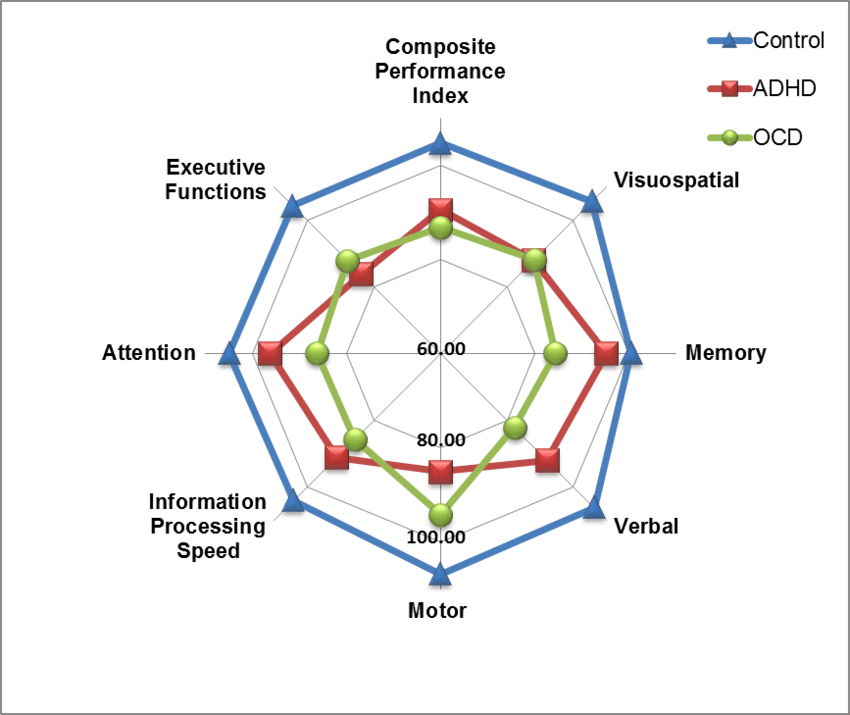 Control
ADHD
OCD
Composite
Performance
Index
Visuospatial
Memory
Verbal
Motor
Information
Processing
Speed
Attention
Executive
Functions
60.00
80.00
100.00